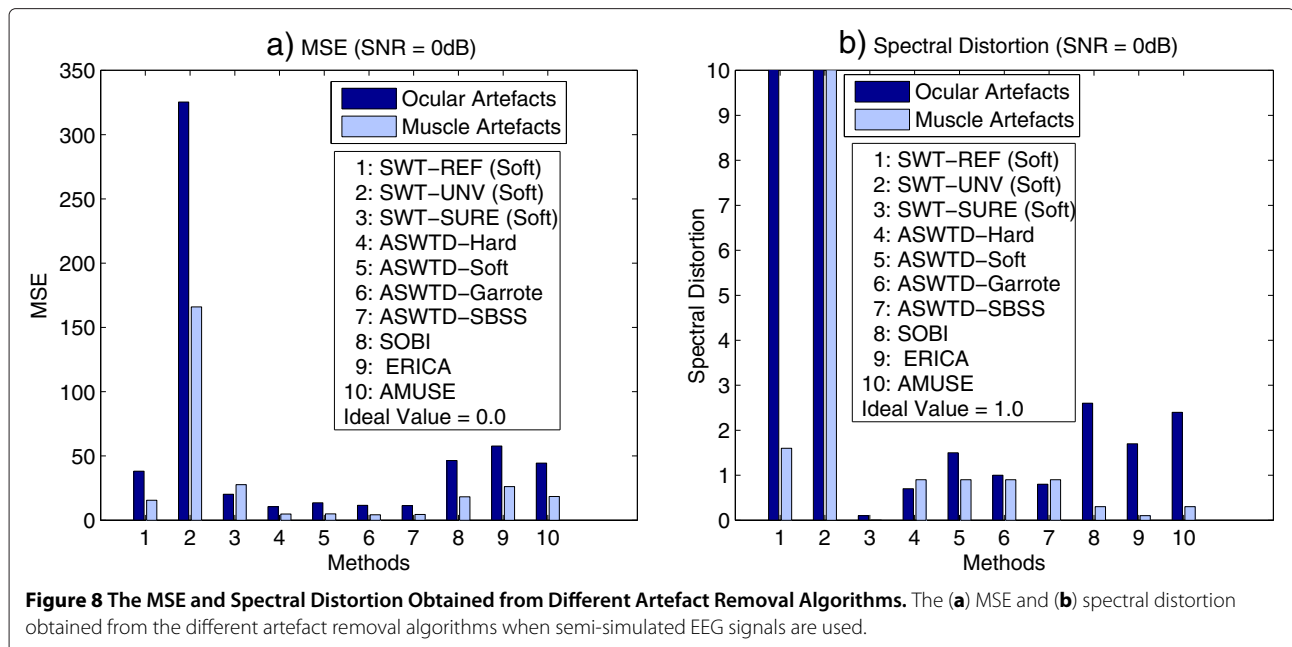 a) MSE (SNR = 0dB)
350
300
250
200
150
100
50
0
MSE
Ocular Artefacts
Muscle Artefacts
1: SWT−REF (Soft)
2: SWT−UNV (Soft)
3: SWT−SURE (Soft)
4: ASWTD−Hard
5: ASWTD−Soft
6: ASWTD−Garrote
7: ASWTD−SBSS
8: SOBI
9: ERICA
10: AMUSE
Ideal Value = 0.0
1 2 3 4 5 6 7 8 9 10
Methods
b) Spectral Distortion (SNR = 0dB)
10
9
8
7
6
5
4
3
2
1
0
Spectral Distortion
Ocular Artefacts
Muscle Artefacts
1: SWT−REF (Soft)
2: SWT−UNV (Soft)
3: SWT−SURE (Soft)
4: ASWTD−Hard
5: ASWTD−Soft
6: ASWTD−Garrote
7: ASWTD−SBSS
8: SOBI
9: ERICA
10: AMUSE
Ideal Value = 1.0
1 2 3 4 5 6 7 8 9 10
Methods
Figure 8 The MSE and Spectral Distortion Obtained from Different Artefact Removal Algorithms. The (a) MSE and (b) spectral distortion
obtained from the different artefact removal algorithms when semi-simulated EEG signals are used.